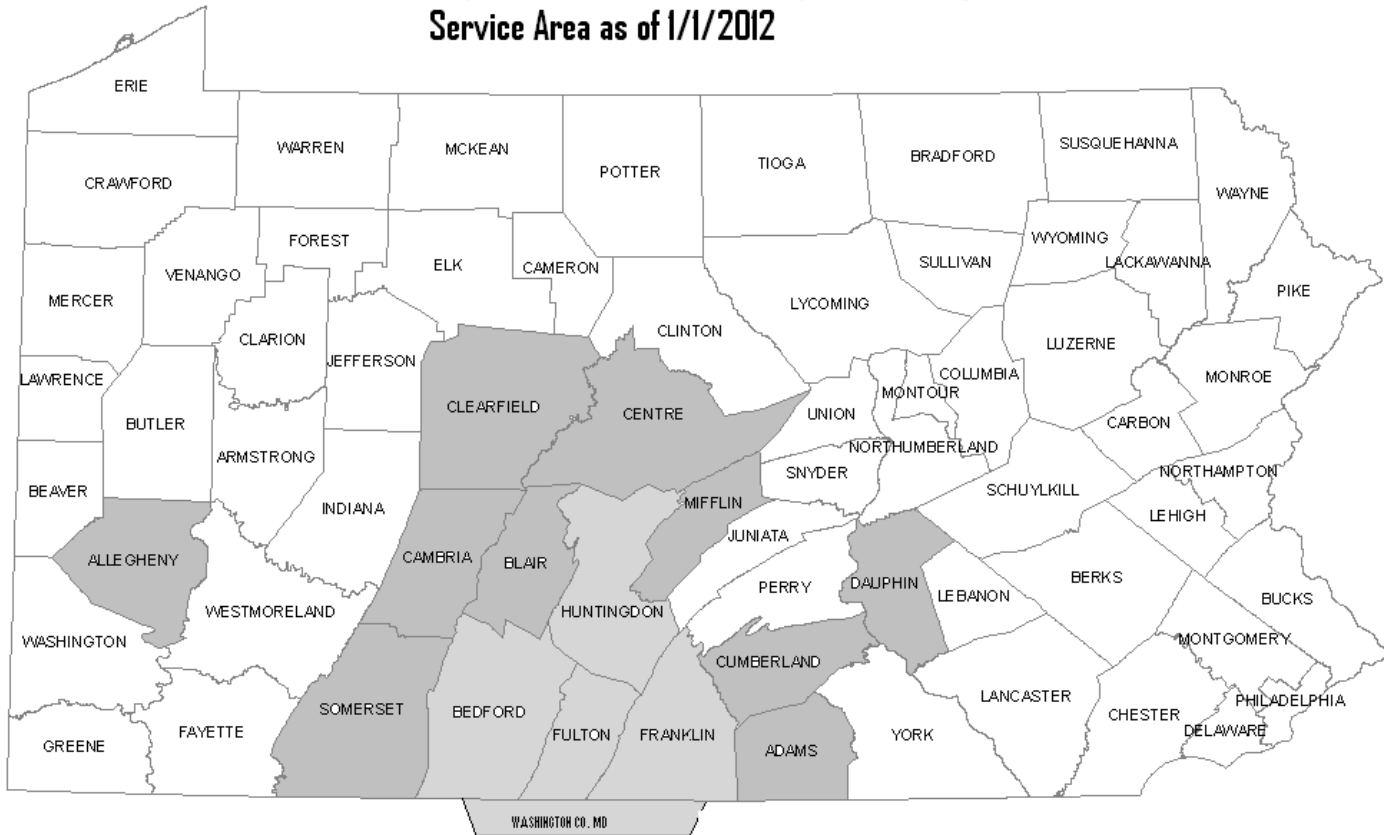 Service Area as of 1/1/2012
ERIE
WARREN
MCKEAN
POTTER
TIOGA
BRADFORD
SUSQUEHANNA
WAYNE
CRAWFORD
FOREST
ELK
CAMERON
SULLIVAN
WYOMING
LACKAWANNA
VENANGO
MERCER
LYCOMING
PIKE
CLARION
CLINTON
JEFFERSON
LUZERNE
LAWRENCE
COLUMBIA
MONROE
MONTOUR
CLEARFIELD
CENTRE
UNION
BUTLER
CARBON
NORTHUMBERLAND
ARMSTRONG
SNYDER
NORTHAMPTON
BEAVER
SCHUYLKILL
MIFFLIN
INDIANA
LEHIGH
JUNIATA
ALLEGHENY
CAMBRIA
BLAIR
DAUPHIN
BERKS
PERRY
LEBANON
BUCKS
WESTMORELAND
HUNTINGDON
WASHINGTON
MONTGOMERY
CUMBERLAND
LANCASTER
PHILADELPHIA
SOMERSET
BEDFORD
CHESTER
DELAWARE
FAYETTE
FULTON
FRANKLIN
YORK
GREENE
ADAMS
WASHINGTON CO. MD